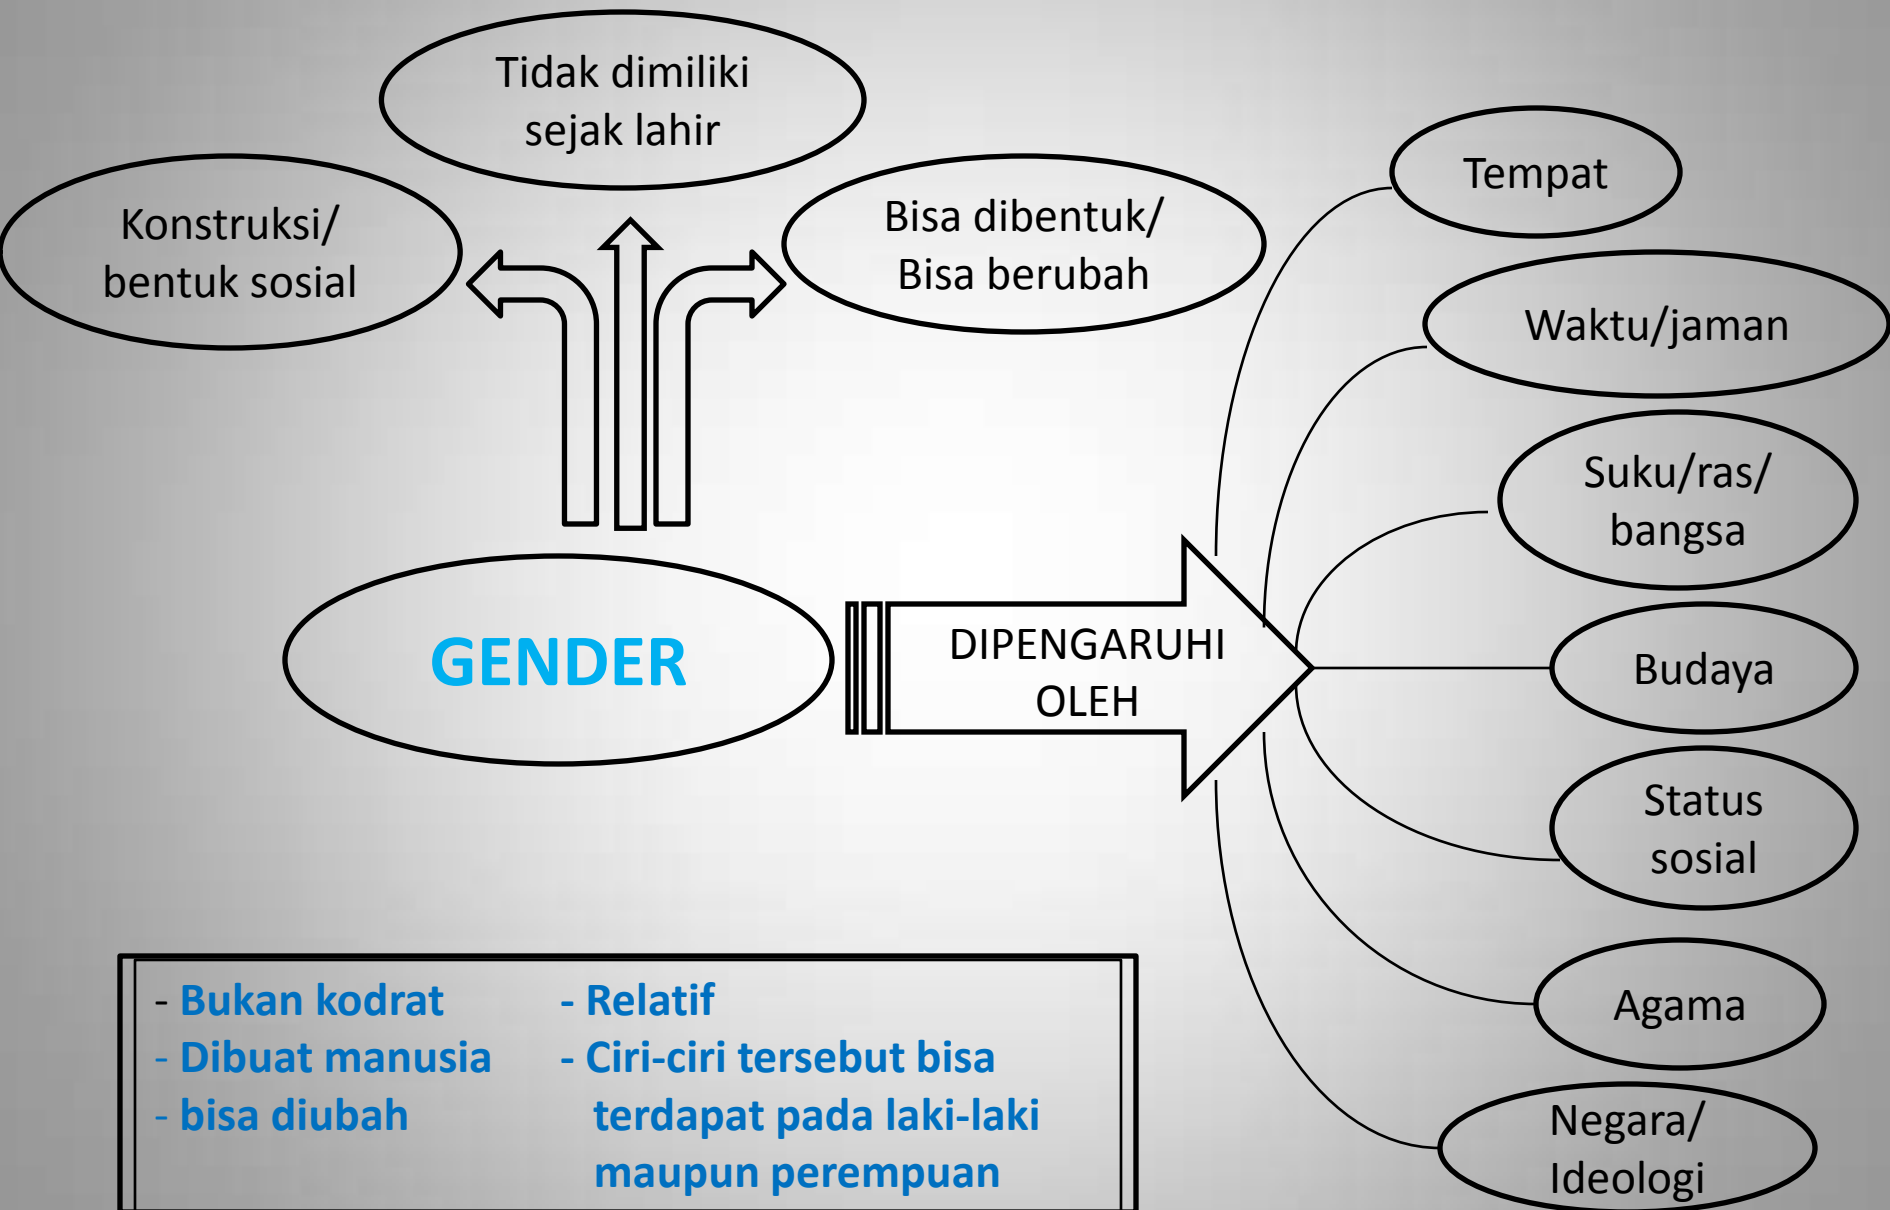 Tidak dimiliki
sejak lahir
Konstruksi/
bentuk sosial
Bisa dibentuk/
Bisa berubah
GENDER
DIPENGARUHI
OLEH
Tempat
Waktu/jaman
Suku/ras/
bangsa
Budaya
Status
sosial
Agama
Negara/
Ideologi
- Bukan kodrat
- Dibuat manusia
- bisa diubah
- Relatif
- Ciri-ciri tersebut bisa
terdapat pada laki-laki
maupun perempuan